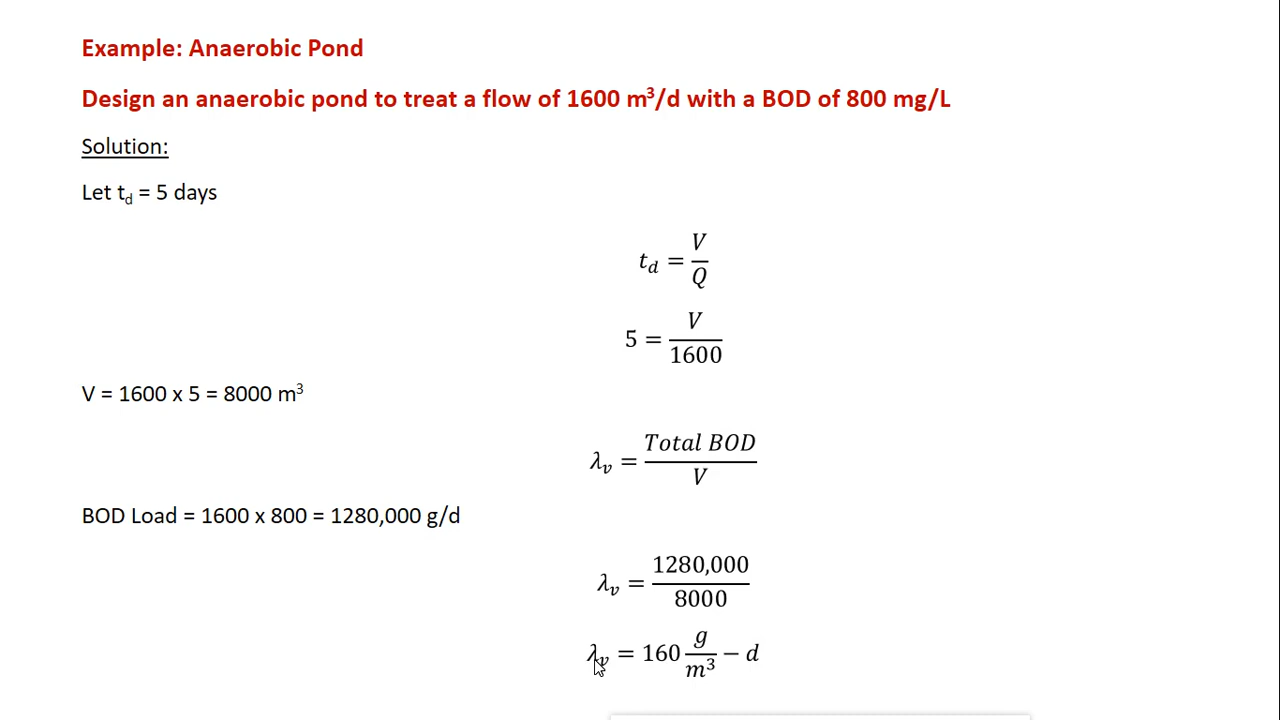 Example: Anaerobic Pond
Design an anaerobic pond to treat a flow of 1600 m³/d with a BOD of 800 mg/L
Solution:
Let t_d = 5 days
t_d = V/Q
5 = V/1600
V = 1600 x 5 = 8000 m³
λ_v = Total BOD/V
BOD Load = 1600 x 800 = 1280,000 g/d
λ_v = 1280,000/8000
λ_v = 160 g/m³ − d